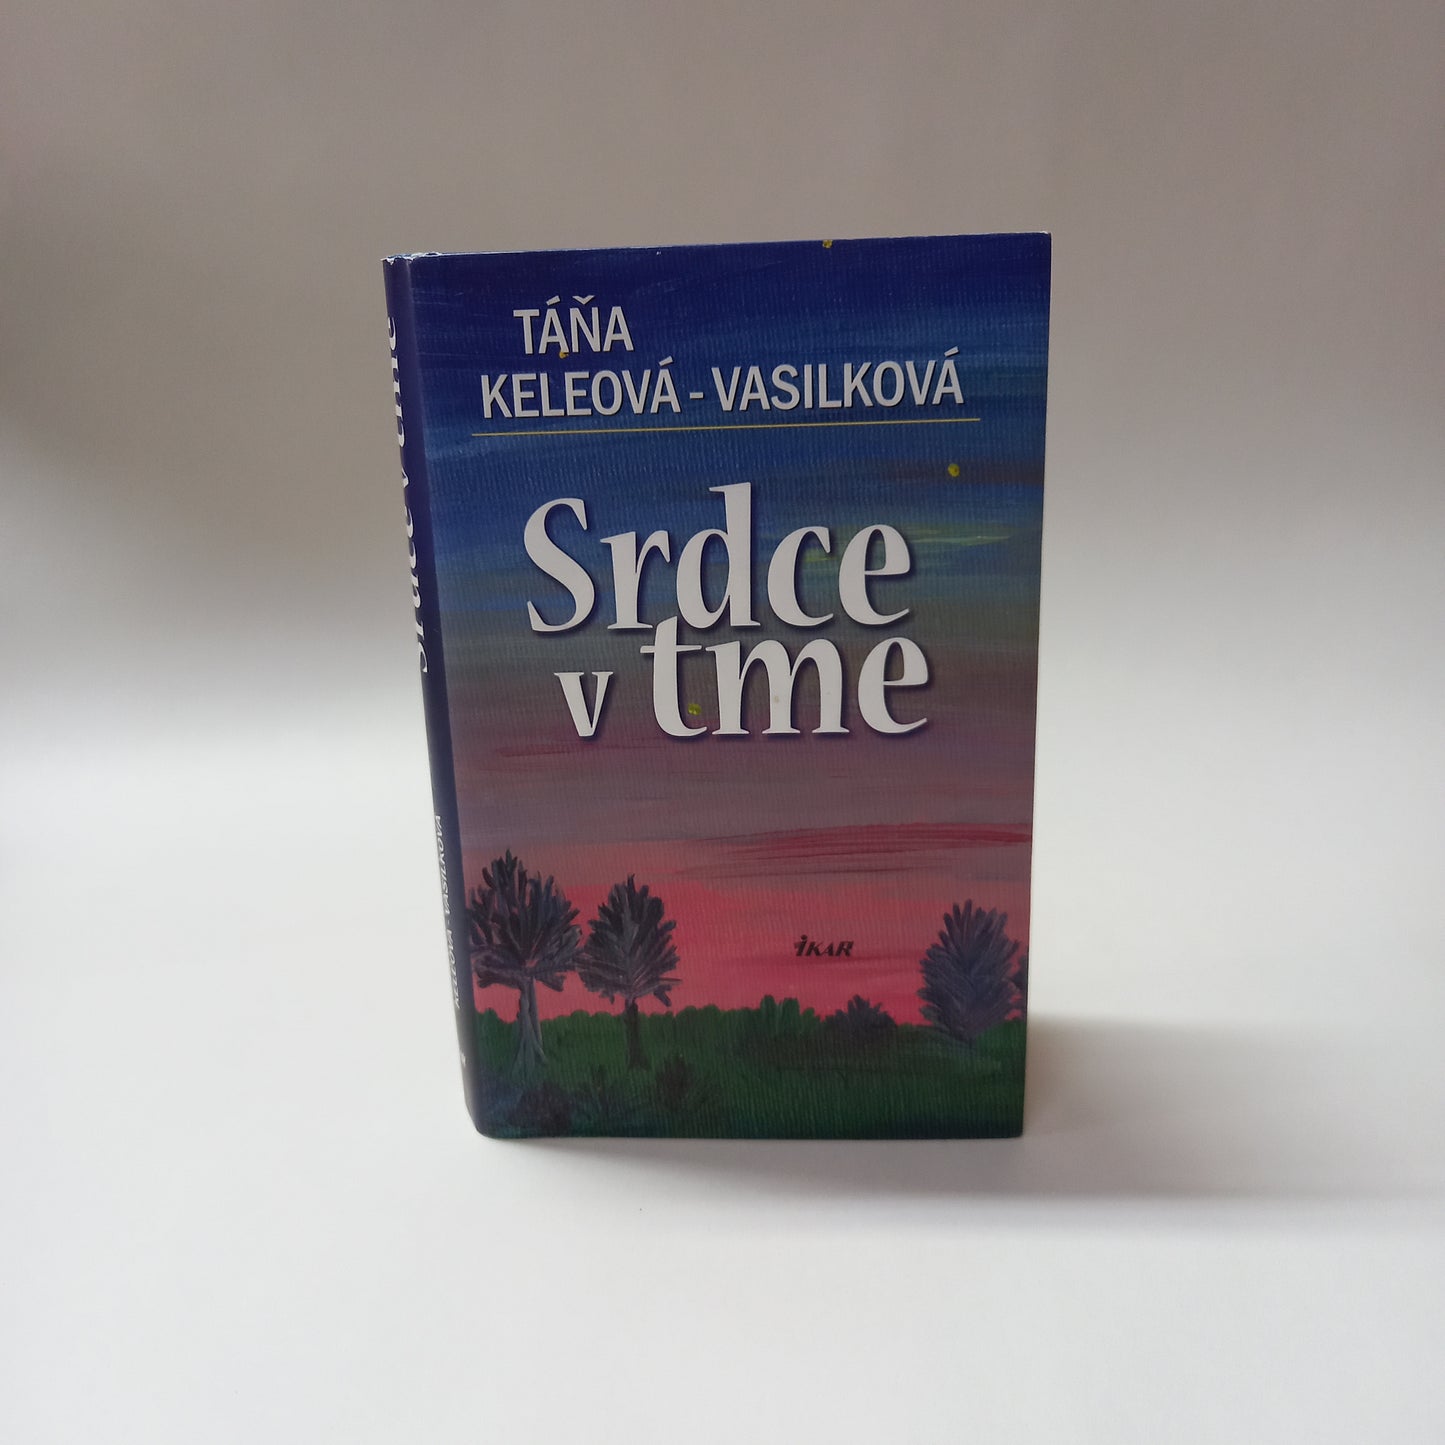 TÁŇA
KELEOVÁ - VASILKOVÁ
Srdce
v tme
IKAR
Srdce v tme
KELEOVÁ - VASILKOVÁ